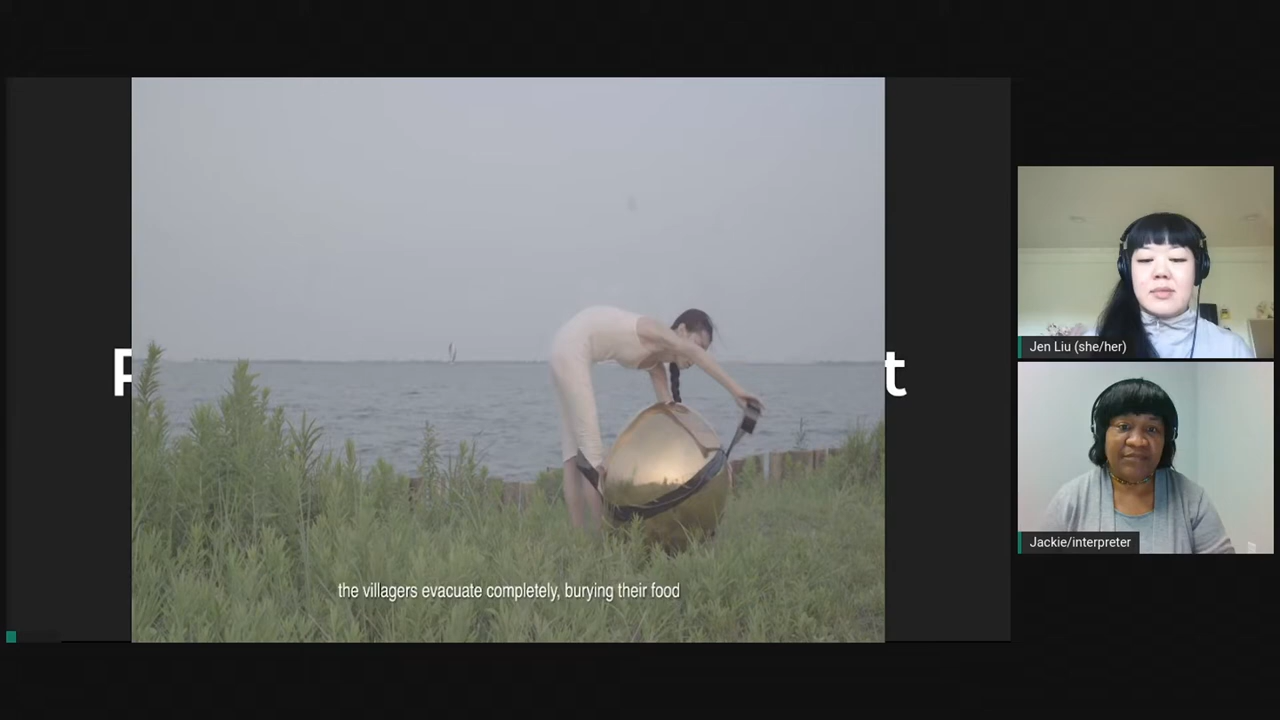 P
t
the villagers evacuate completely, burying their food
Jen Liu (she/her)
Jackie/interpreter